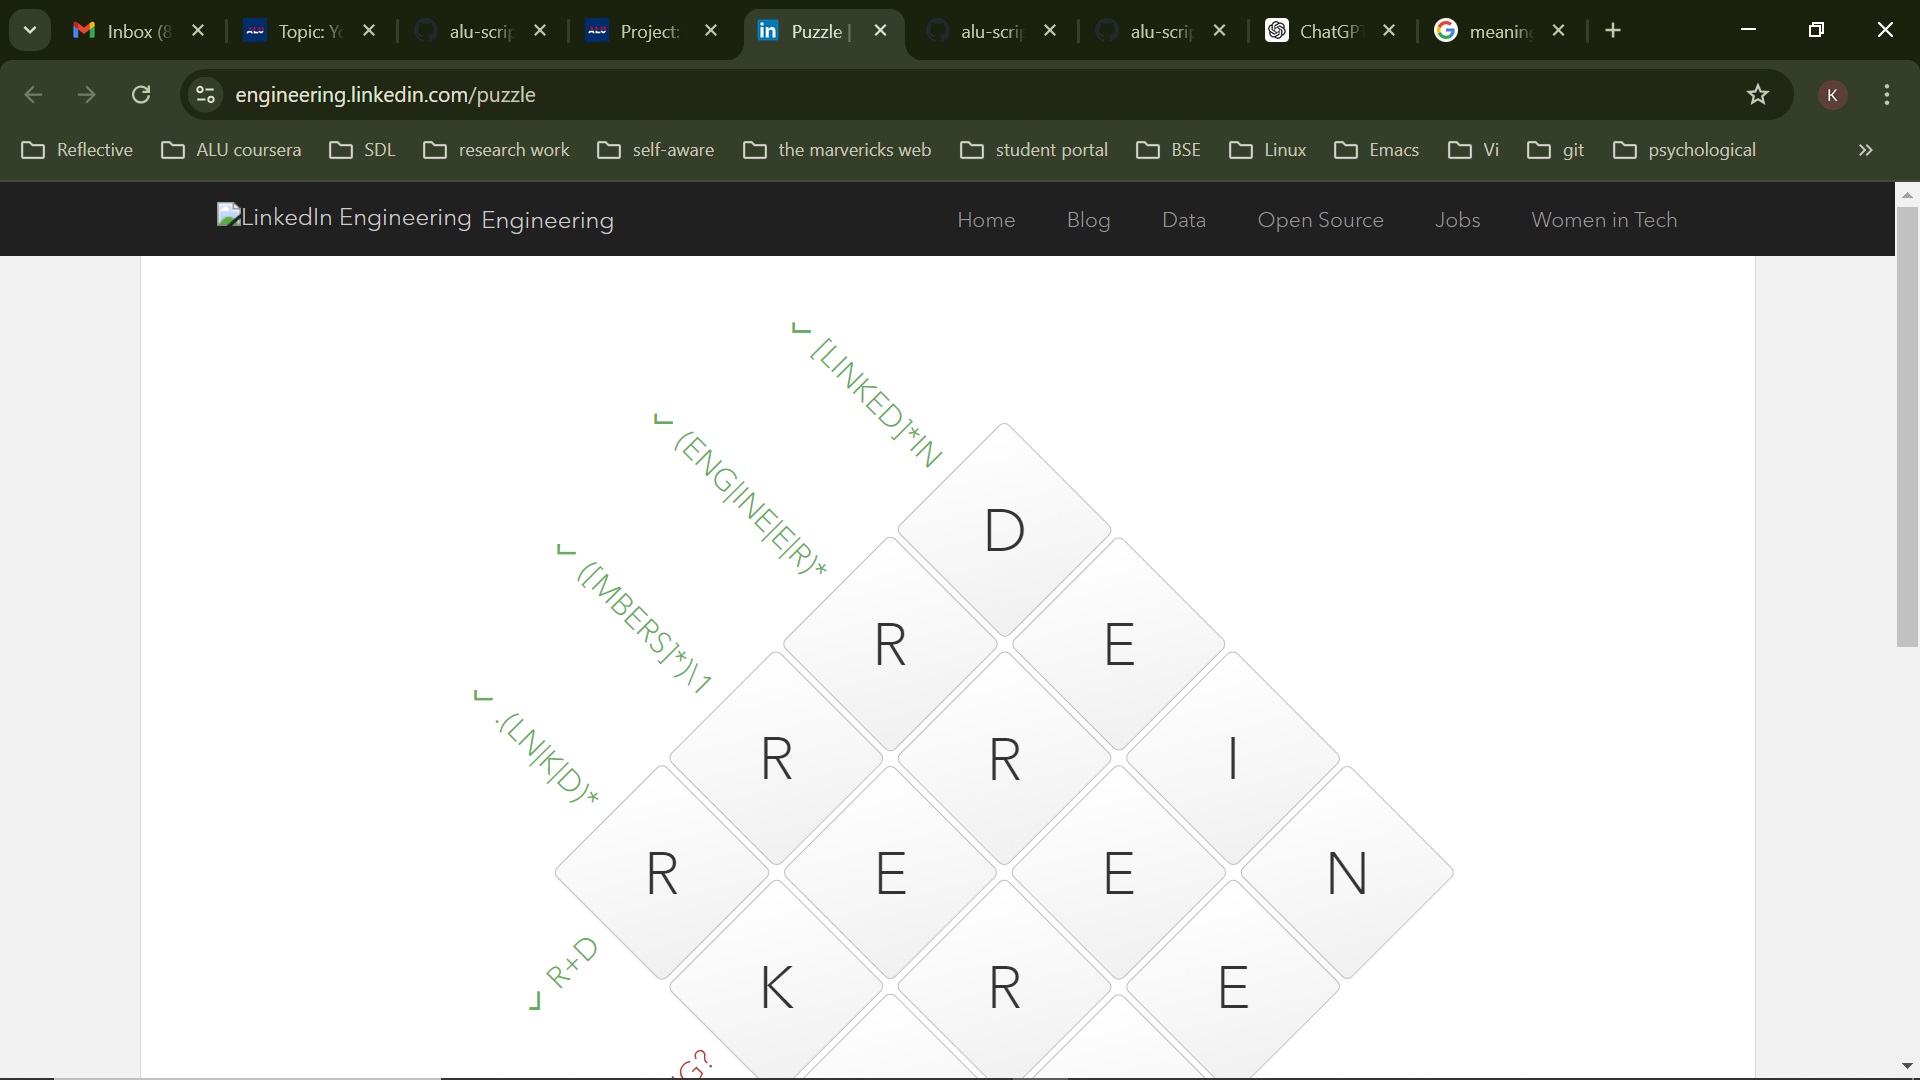 Inbox (8
Topic: Y
alu-scrip
Project:
Puzzle |
alu-scrip
alu-scrip
ChatGPT
meaning
engineering.linkedin.com/puzzle
K
Reflective
ALU coursera
SDL
research work
self-aware
the marvericks web
student portal
BSE
Linux
Emacs
Vi
git
psychological
LinkedIn Engineering Engineering
Home
Blog
Data
Open Source
Jobs
Women in Tech
[LINKED]*IN
(ENG|INE|E|R)*
([MBERS]*)\1
.(LN|K|D)*
D
R E
R R I
R E E N
R+D
K R E
G?